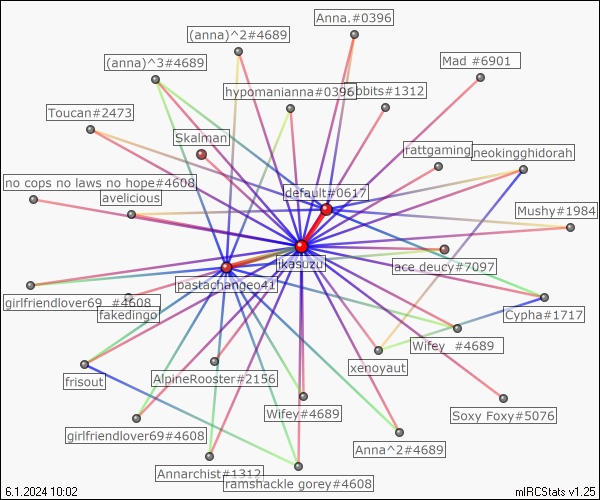 Anna.#0396
(anna)^2#4689
(anna)^3#4689
Mad #6901
hypomanianna#0396
bbits#1312
Toucan#2473
Skalman
rattgaming
neokingghidorah
no cops no laws no hope#4608
default#0617
avelicious
Mushy#1984
jkasuzu
ace deucy#7097
pastachangeo41
girlfriendlover69_#4608
fakedingo
Cypha#1717
Wifey_#4689
xenoyaut
frisout
AlpineRooster#2156
Wifey#4689
Soxy Foxy#5076
girlfriendlover69#4608
Anna^2#4689
Annarchist#1312
ramshackle gorey#4608
6.1.2024 10:02
mIRCStats v1.25